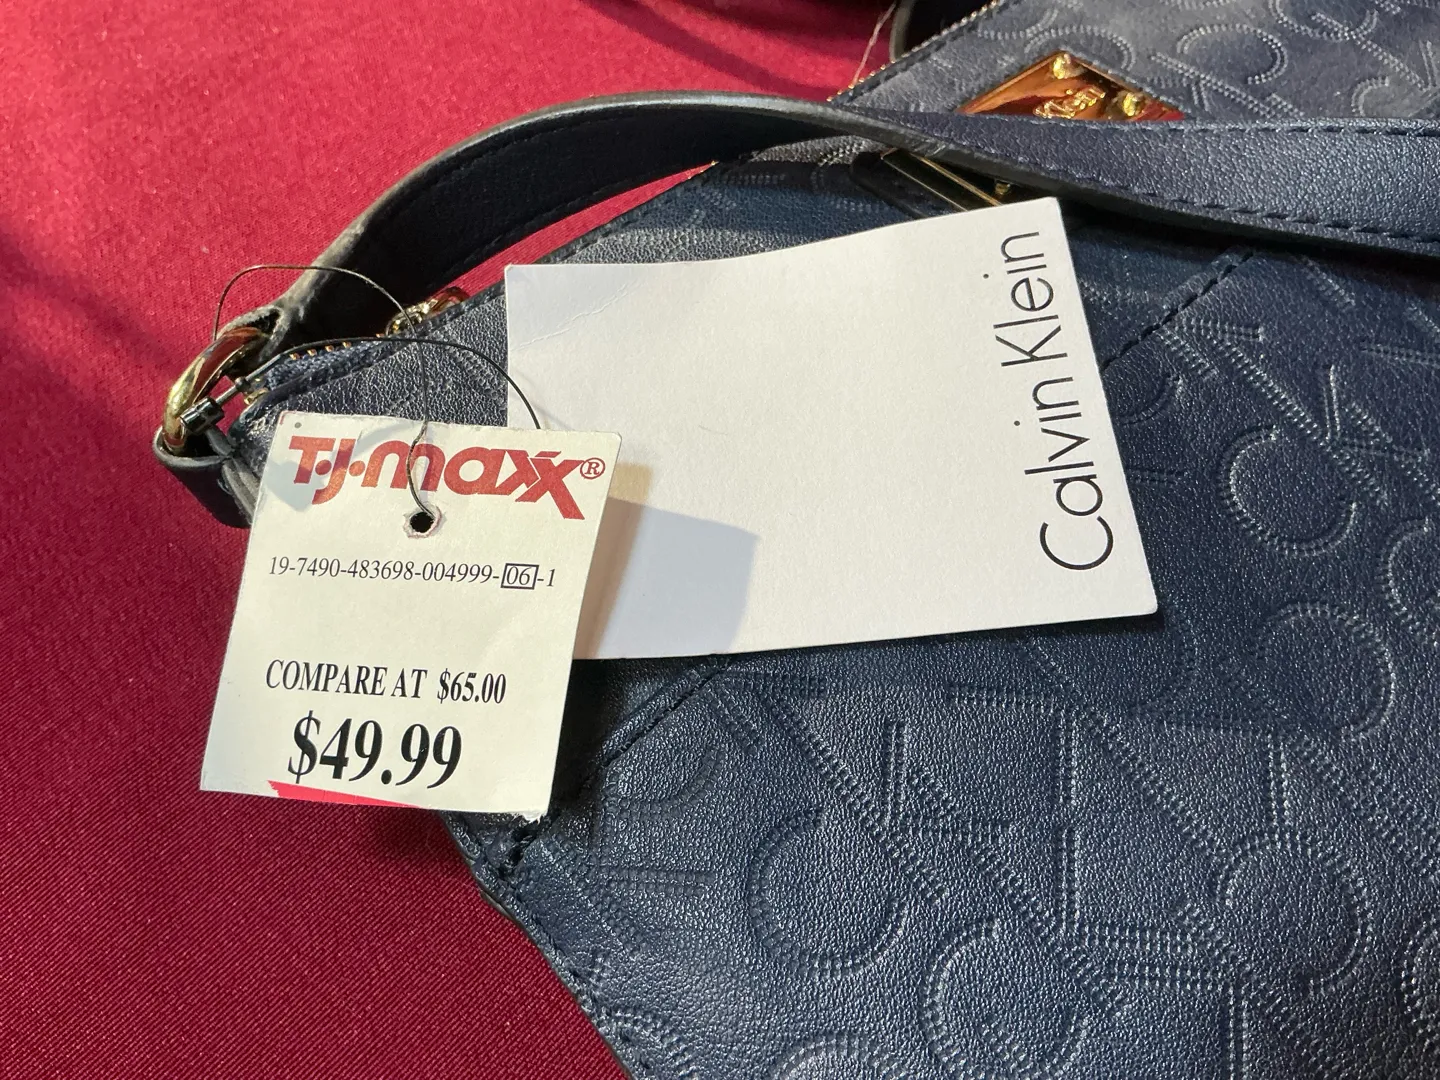 T·J·maxx®
19-7490-483698-004999-06-1
COMPARE AT $65.00
$49.99
Calvin Klein